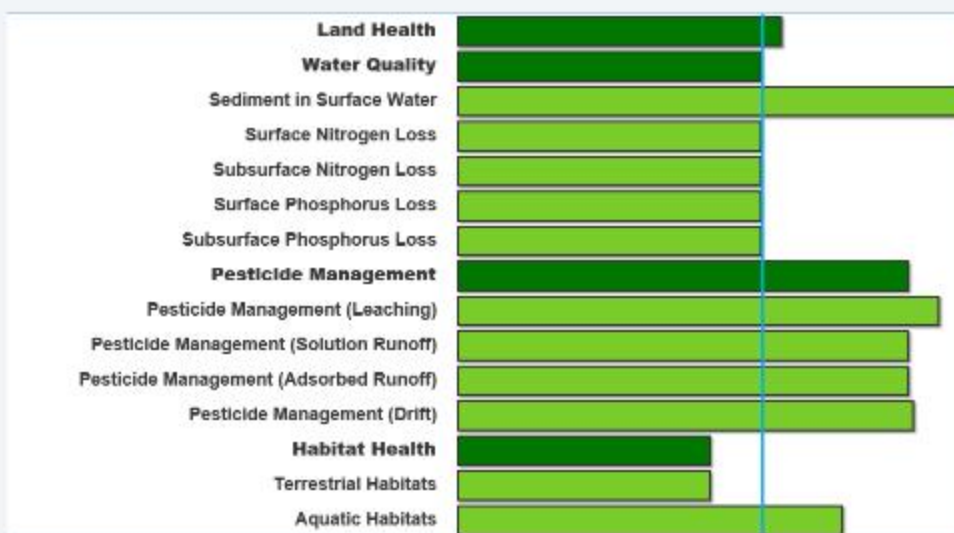 Land Health
Water Quality
Sediment in Surface Water
Surface Nitrogen Loss
Subsurface Nitrogen Loss
Surface Phosphorus Loss
Subsurface Phosphorus Loss
Pesticide Management
Pesticide Management (Leaching)
Pesticide Management (Solution Runoff)
Pesticide Management (Adsorbed Runoff)
Pesticide Management (Drift)
Habitat Health
Terrestrial Habitats
Aquatic Habitats